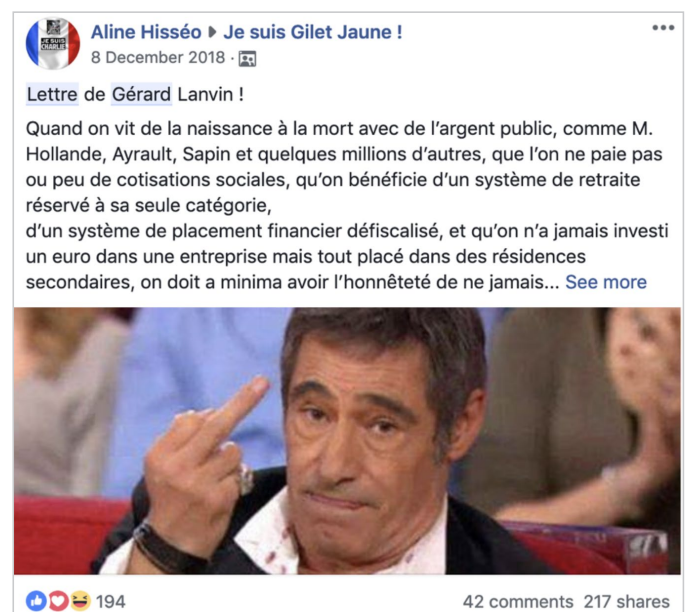 JE SUIS
CHARLIE
Aline Hisséo ▸ Je suis Gilet Jaune !
8 December 2018 ·
Lettre de Gérard Lanvin !
Quand on vit de la naissance à la mort avec de l’argent public, comme M.
Hollande, Ayrault, Sapin et quelques millions d’autres, que l’on ne paie pas
ou peu de cotisations sociales, qu’on bénéficie d’un système de retraite
réservé à sa seule catégorie,
d’un système de placement financier défiscalisé, et qu’on n’a jamais investi
un euro dans une entreprise mais tout placé dans des résidences
secondaires, on doit a minima avoir l’honnêteté de ne jamais... See more
194
42 comments 217 shares